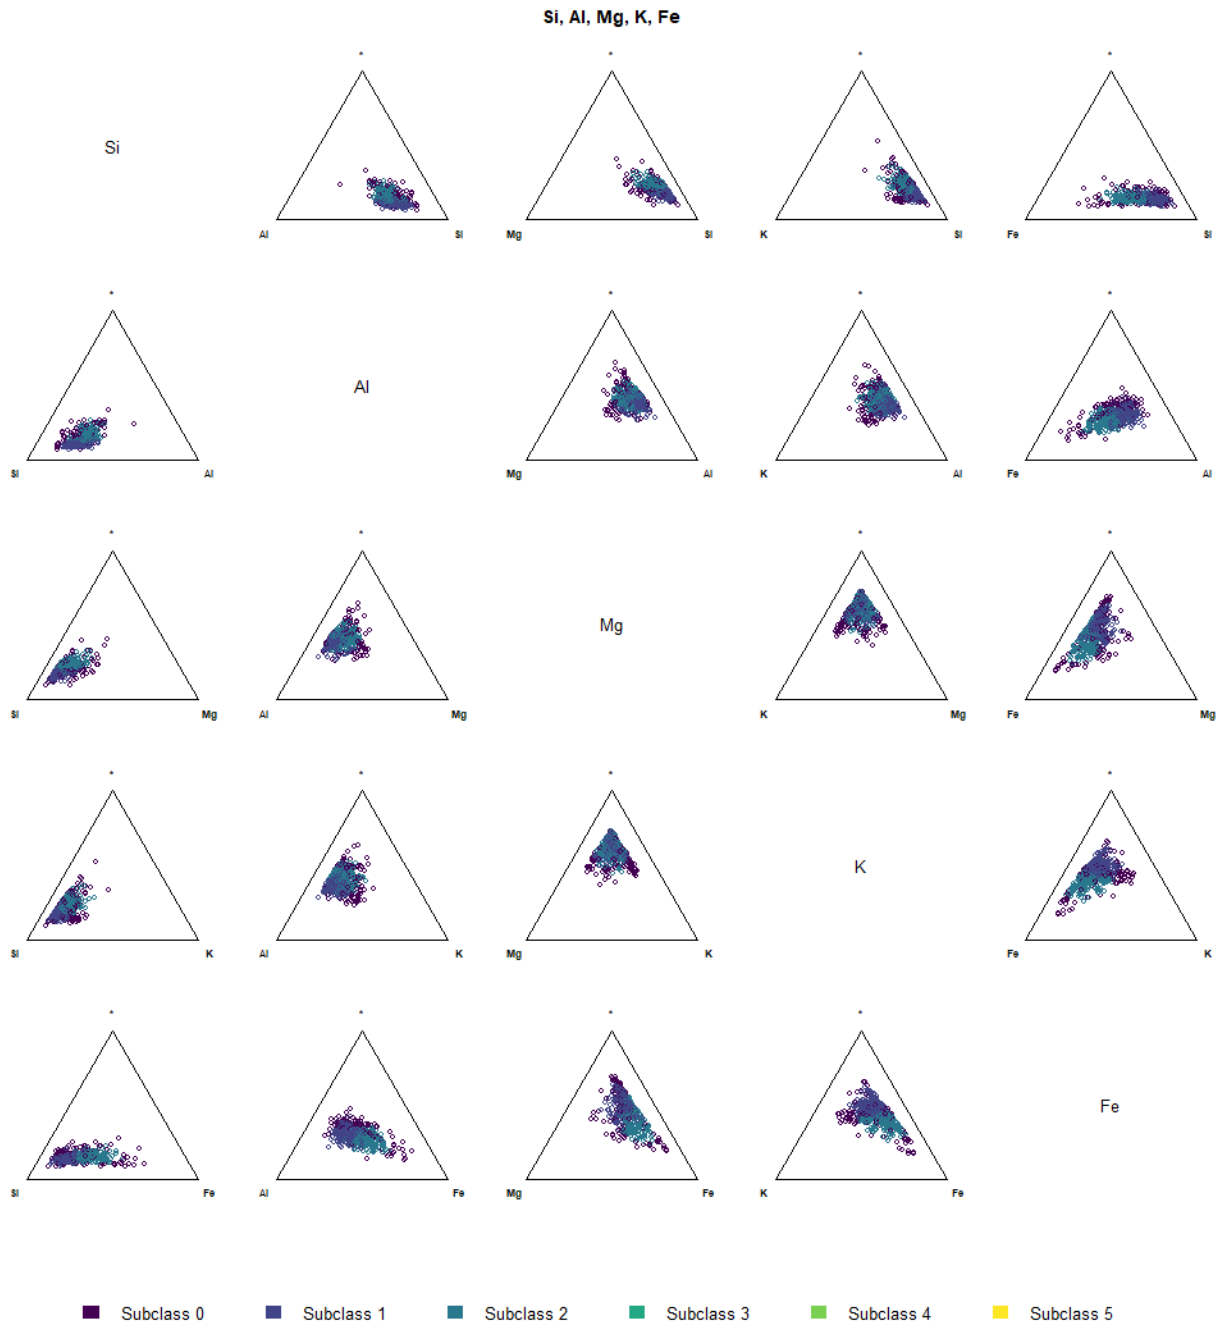 Si, Al, Mg, K, Fe
* * * *
Si
Al Si Mg Si K Si Fe Si
* * * *
Al
Si Al Mg Al K Al Fe Al
* * * *
Mg
Si Mg Al Mg K Mg Fe Mg
* * * *
K
Si K Al K Mg K Fe K
* * * *
Fe
Si Fe Al Fe Mg Fe K Fe
Subclass 0 Subclass 1 Subclass 2 Subclass 3 Subclass 4 Subclass 5